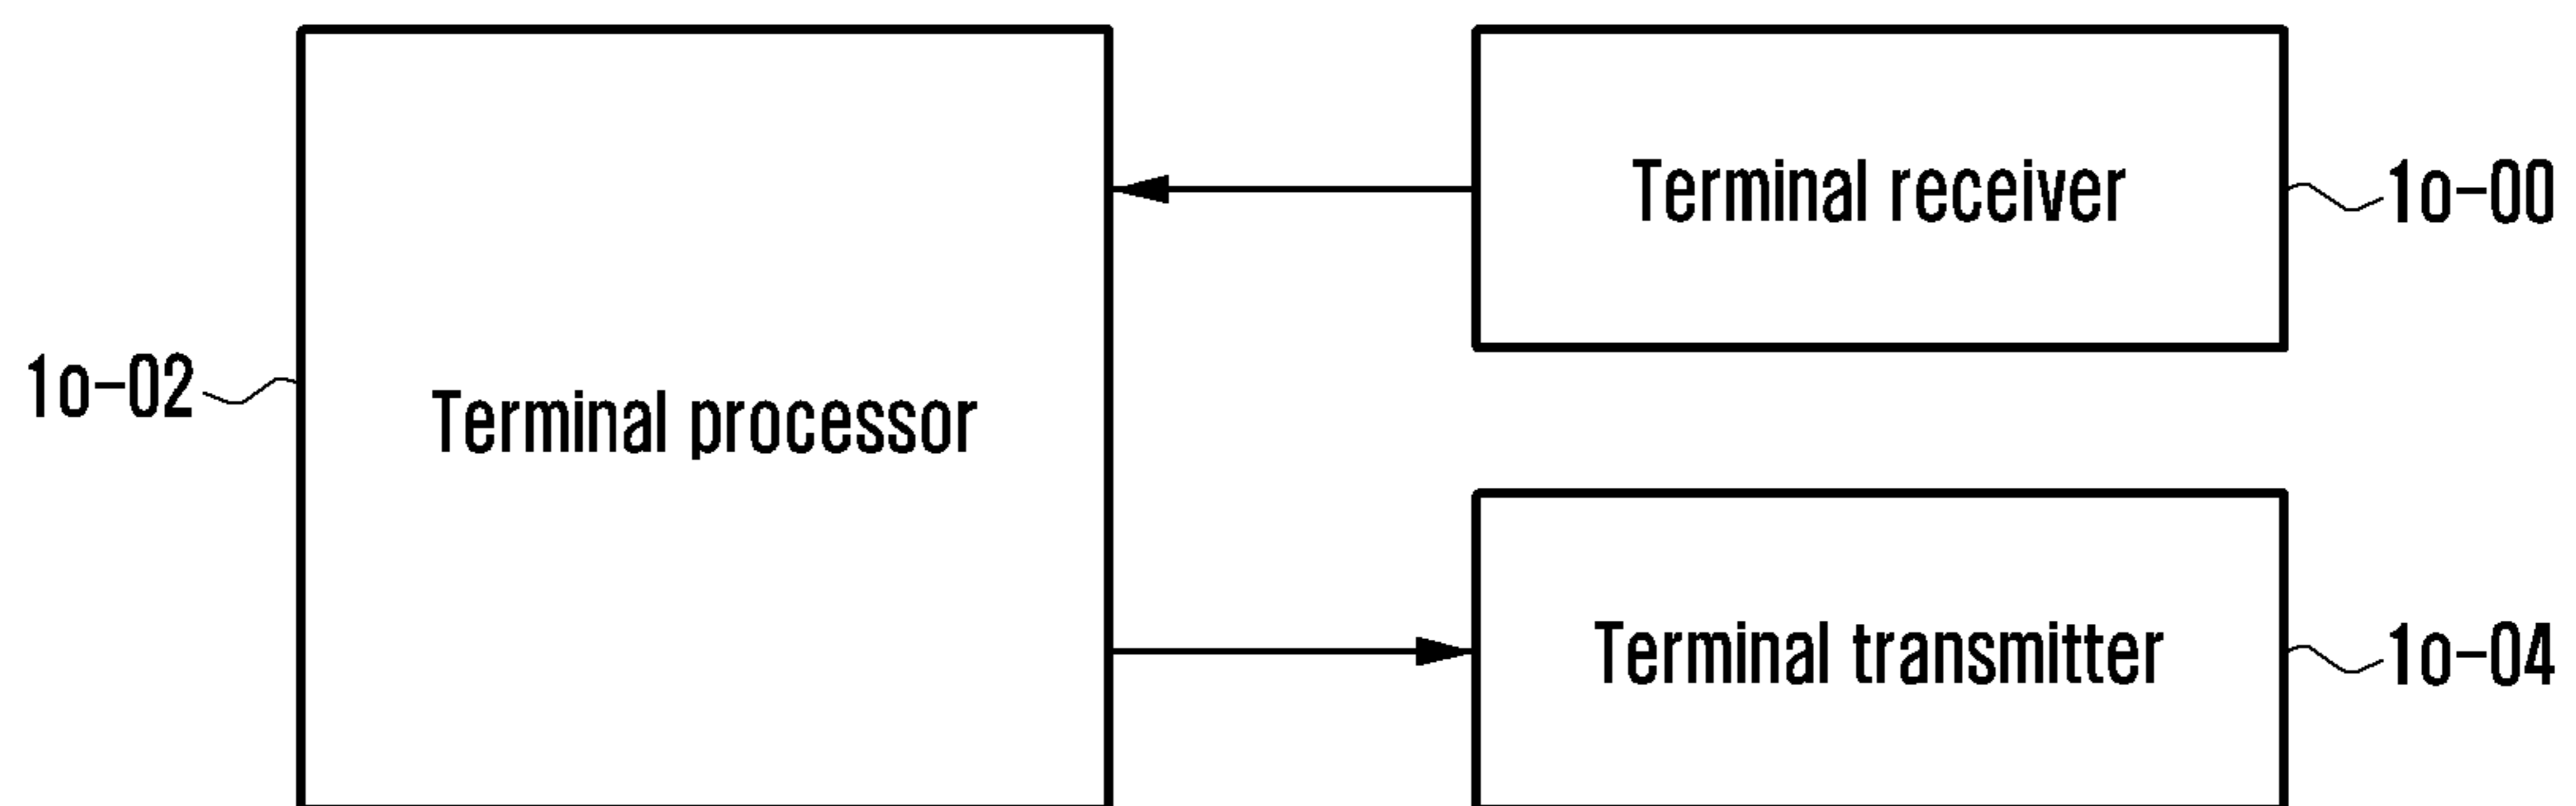 Terminal receiver
1o-00
1o-02
Terminal processor
Terminal transmitter
1o-04